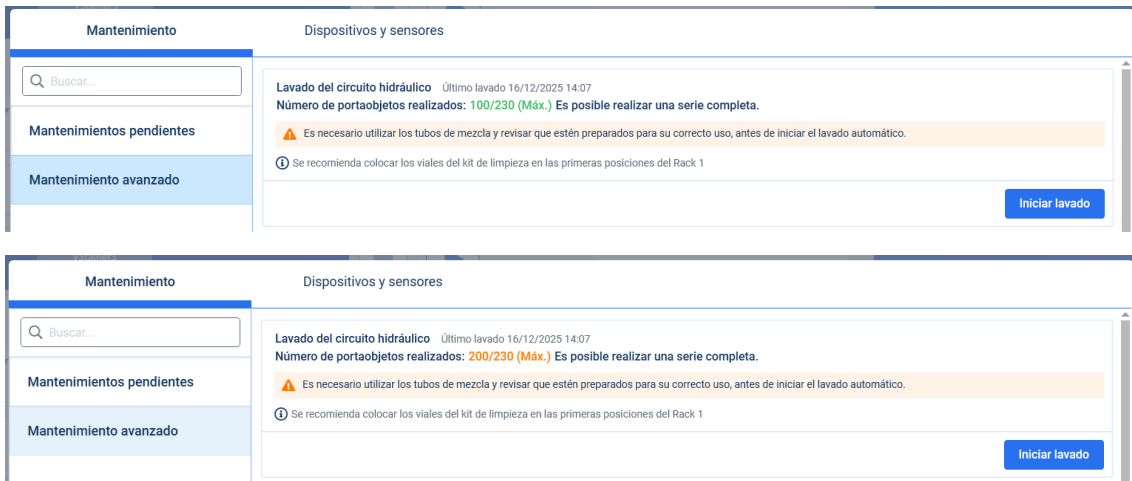 Mantenimiento
Dispositivos y sensores
Buscar...
Mantenimientos pendientes
Mantenimiento avanzado
Lavado del circuito hidráulico Último lavado 16/12/2025 14:07
Número de portaobjetos realizados: 100/230 (Máx.) Es posible realizar una serie completa.
Es necesario utilizar los tubos de mezcla y revisar que estén preparados para su correcto uso, antes de iniciar el lavado automático.
Se recomienda colocar los viales del kit de limpieza en las primeras posiciones del Rack 1
Iniciar lavado
Mantenimiento
Dispositivos y sensores
Buscar...
Mantenimientos pendientes
Mantenimiento avanzado
Lavado del circuito hidráulico Último lavado 16/12/2025 14:07
Número de portaobjetos realizados: 200/230 (Máx.) Es posible realizar una serie completa.
Es necesario utilizar los tubos de mezcla y revisar que estén preparados para su correcto uso, antes de iniciar el lavado automático.
Se recomienda colocar los viales del kit de limpieza en las primeras posiciones del Rack 1
Iniciar lavado